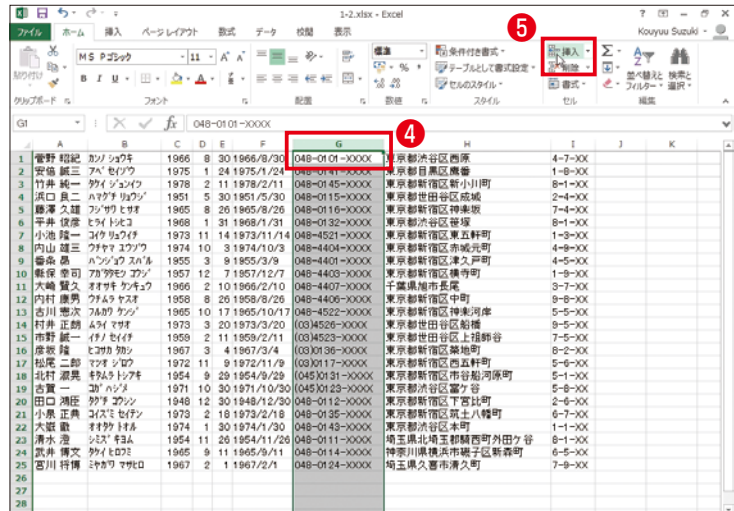 1-2.xlsx - Excel
ファイル ホーム 挿入 ページレイアウト 数式 データ 校閲 表示 Kouyuu Suzuki
5
貼り付け MS Pゴシック 11 標準 条件付き書式 挿入
B I U A テーブルとして書式設定 削除 並べ替えと 検索と
セルのスタイル 書式 フィルター 選択
クリップボード フォント 配置 数値 スタイル セル 編集
G1 fx 048-0101-XXXX
4
A B C D E F G H I J K
1 菅野 昭紀 カンノ ショウキ 1966 8 30 1966/8/30 048-0101-XXXX 東京都渋谷区西原 4-7-XX
2 安倍 誠三 アベ セイゾウ 1975 1 24 1975/1/24 048-0141-XXXX 東京都目黒区鷹番 1-8-XX
3 竹井 純一 タケイ ジュンイツ 1978 2 11 1978/2/11 048-0145-XXXX 東京都新宿区新小川町 8-1-XX
4 浜口 良二 ハマグチ リョウジ 1951 5 30 1951/5/30 048-0115-XXXX 東京都世田谷区成城 2-4-XX
5 藤澤 久雄 フジサワ ヒサオ 1965 8 26 1965/8/26 048-0116-XXXX 東京都新宿区神楽坂 7-4-XX
6 平井 俊彦 ヒライ トシヒコ 1968 1 31 1968/1/31 048-0132-XXXX 東京都渋谷区笹塚 8-1-XX
7 小池 隆一 コイケ リュウイチ 1973 11 14 1973/11/14 048-4521-XXXX 東京都新宿区東五軒町 1-3-XX
8 内山 雄三 ウチヤマ ユウゾウ 1974 10 3 1974/10/3 048-4404-XXXX 東京都新宿区赤城元町 4-9-XX
9 番条 昴 バンジョウ スバル 1955 3 9 1955/3/9 048-4401-XXXX 東京都新宿区津久戸町 4-5-XX
10 保 幸司 コウジ 1957 12 7 1957/12/7 048-4403-XXXX 東京都新宿区横寺町 1-9-XX
11 大崎 賢久 オオサキ ケンキュウ 1966 2 10 1966/2/10 048-4407-XXXX 千葉県旭市長尾 3-7-XX
12 内村 康男 ウチムラ ヤスオ 1958 8 26 1958/8/26 048-4406-XXXX 東京都新宿区中町 9-8-XX
13 古川 憲次 フルカワ ケンジ 1965 10 17 1965/10/17 048-4522-XXXX 東京都新宿区神楽河岸 5-5-XX
14 村井 正朗 ムライ マサオ 1973 3 20 1973/3/20 (03)4526-XXXX 東京都世田谷区船橋 9-5-XX
15 市野 誠一 イチノ セイイチ 1959 2 11 1959/2/11 (03)4523-XXXX 東京都世田谷区上祖師谷 7-5-XX
16 彦坂 隆 ヒコサカ タカシ 1967 3 4 1967/3/4 (03)0136-XXXX 東京都新宿区築地町 8-2-XX
17 松尾 二郎 マツオ ジロウ 1972 11 9 1972/11/9 (03)0117-XXXX 東京都新宿区西五軒町 5-6-XX
18 北村 淑晃 キタムラ トシアキ 1954 9 29 1954/9/29 (045)0131-XXXX 東京都新宿区市谷船河原町 5-1-XX
19 古賀 一 コガ ハジメ 1971 10 30 1971/10/30 (045)0123-XXXX 東京都渋谷区富ケ谷 5-8-XX
20 田口 鴻臣 タグチ コウシン 1948 12 30 1948/12/30 048-0112-XXXX 東京都新宿区下宮比町 2-6-XX
21 小泉 正典 コイズミ セイテン 1973 2 18 1973/2/18 048-0135-XXXX 東京都新宿区筑土八幡町 6-7-XX
22 大嶽 徹 オオタケ トオル 1974 1 30 1974/1/30 048-0143-XXXX 東京都渋谷区本町 1-1-XX
23 清水 澄 シミズ キヨム 1954 11 26 1954/11/26 048-0111-XXXX 埼玉県北埼玉郡騎西町外田ケ谷 8-1-XX
24 武井 博文 タケイ ヒロフミ 1965 9 11 1965/9/11 048-0114-XXXX 神奈川県横浜市磯子区新森町 6-5-XX
25 宮川 将博 ミヤガワ マサヒロ 1967 2 1 1967/2/1 048-0124-XXXX 埼玉県久喜市清久町 7-9-XX
26
27
28